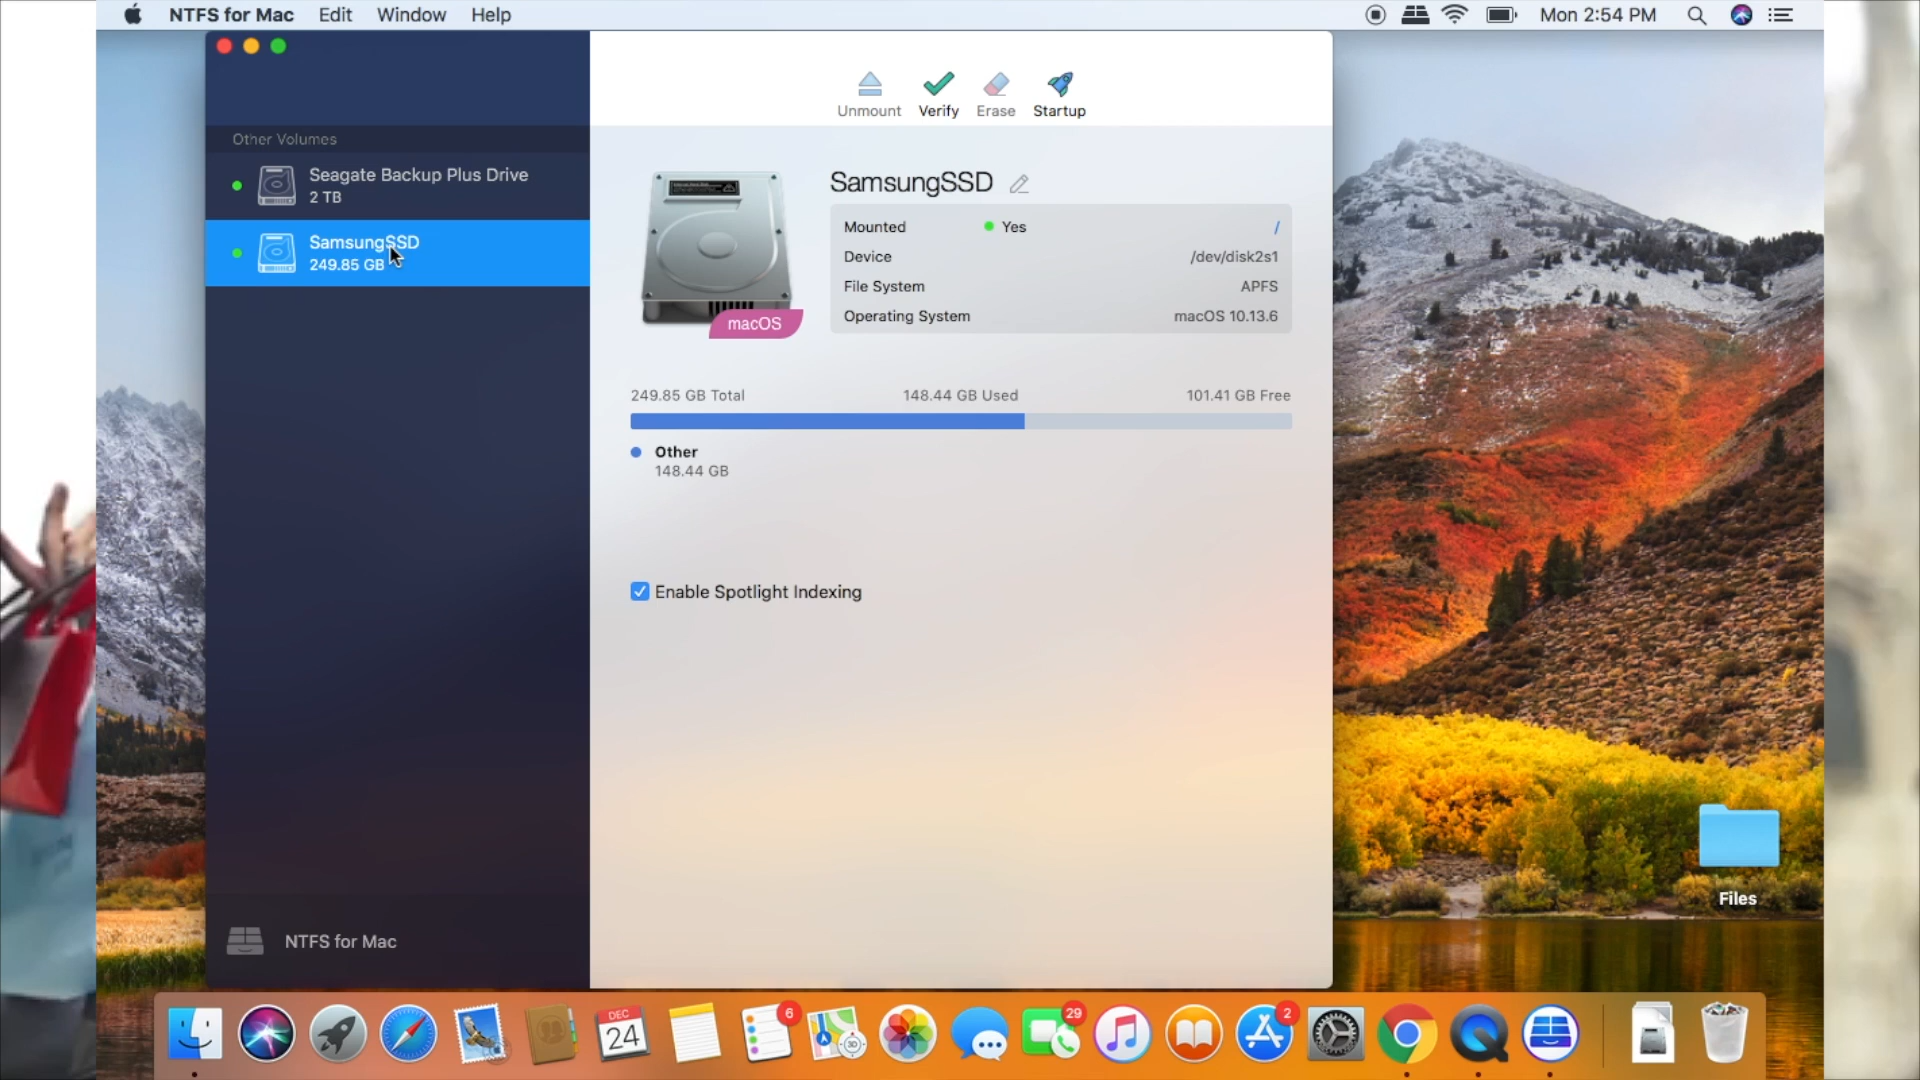 NTFS for Mac Edit Window Help Mon 2:54 PM
Unmount Verify Erase Startup
Other Volumes
Seagate Backup Plus Drive
2 TB
SamsungSSD
249.85 GB
SamsungSSD
Mounted Yes /
Device /dev/disk2s1
File System APFS
Operating System macOS 10.13.6
macOS
249.85 GB Total 148.44 GB Used 101.41 GB Free
Other
148.44 GB
Enable Spotlight Indexing
Files
NTFS for Mac
DEC
24
6
3D
29
2